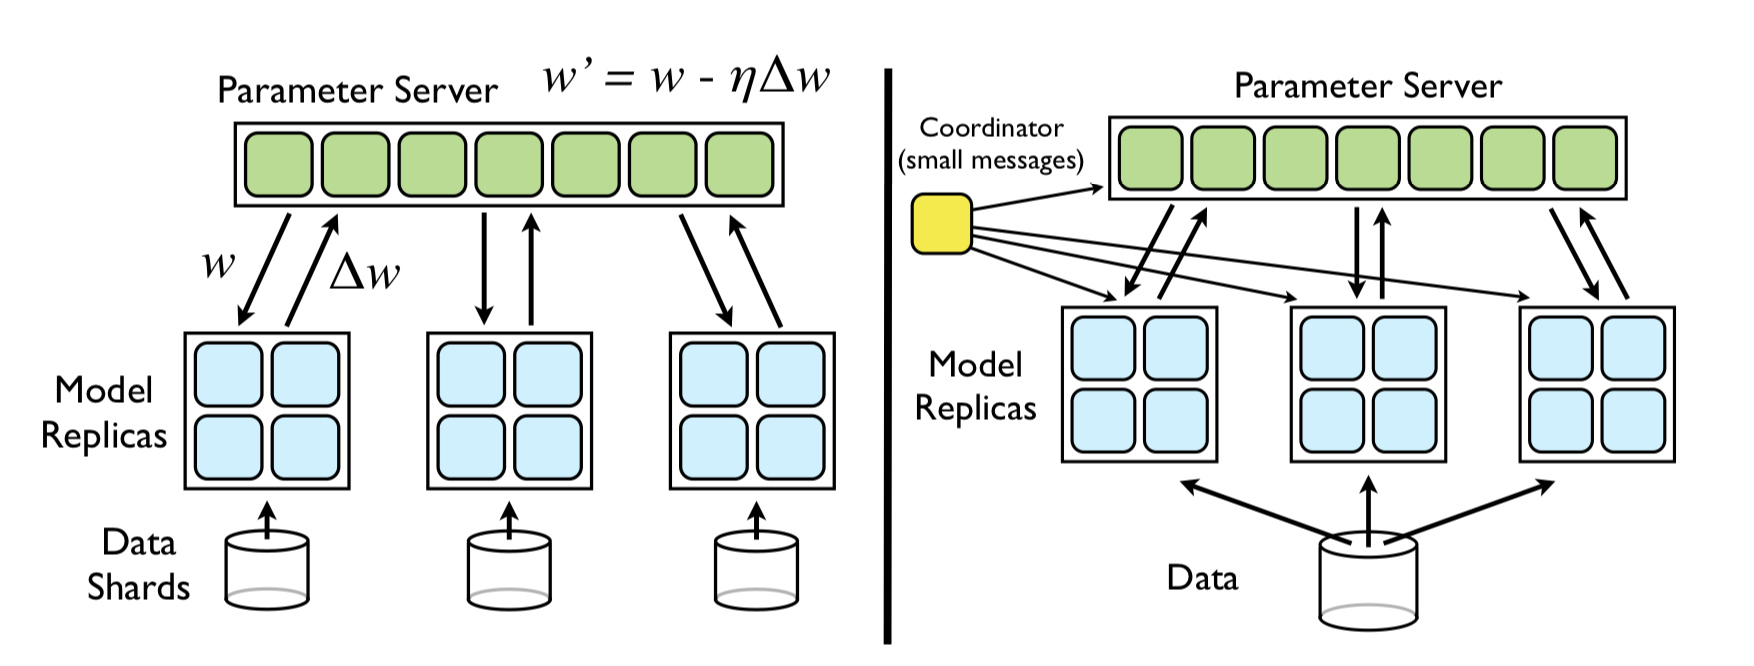 Parameter Server
w’ = w - ηΔw
w
Δw
Model
Replicas
Data
Shards
Parameter Server
Coordinator
(small messages)
Model
Replicas
Data